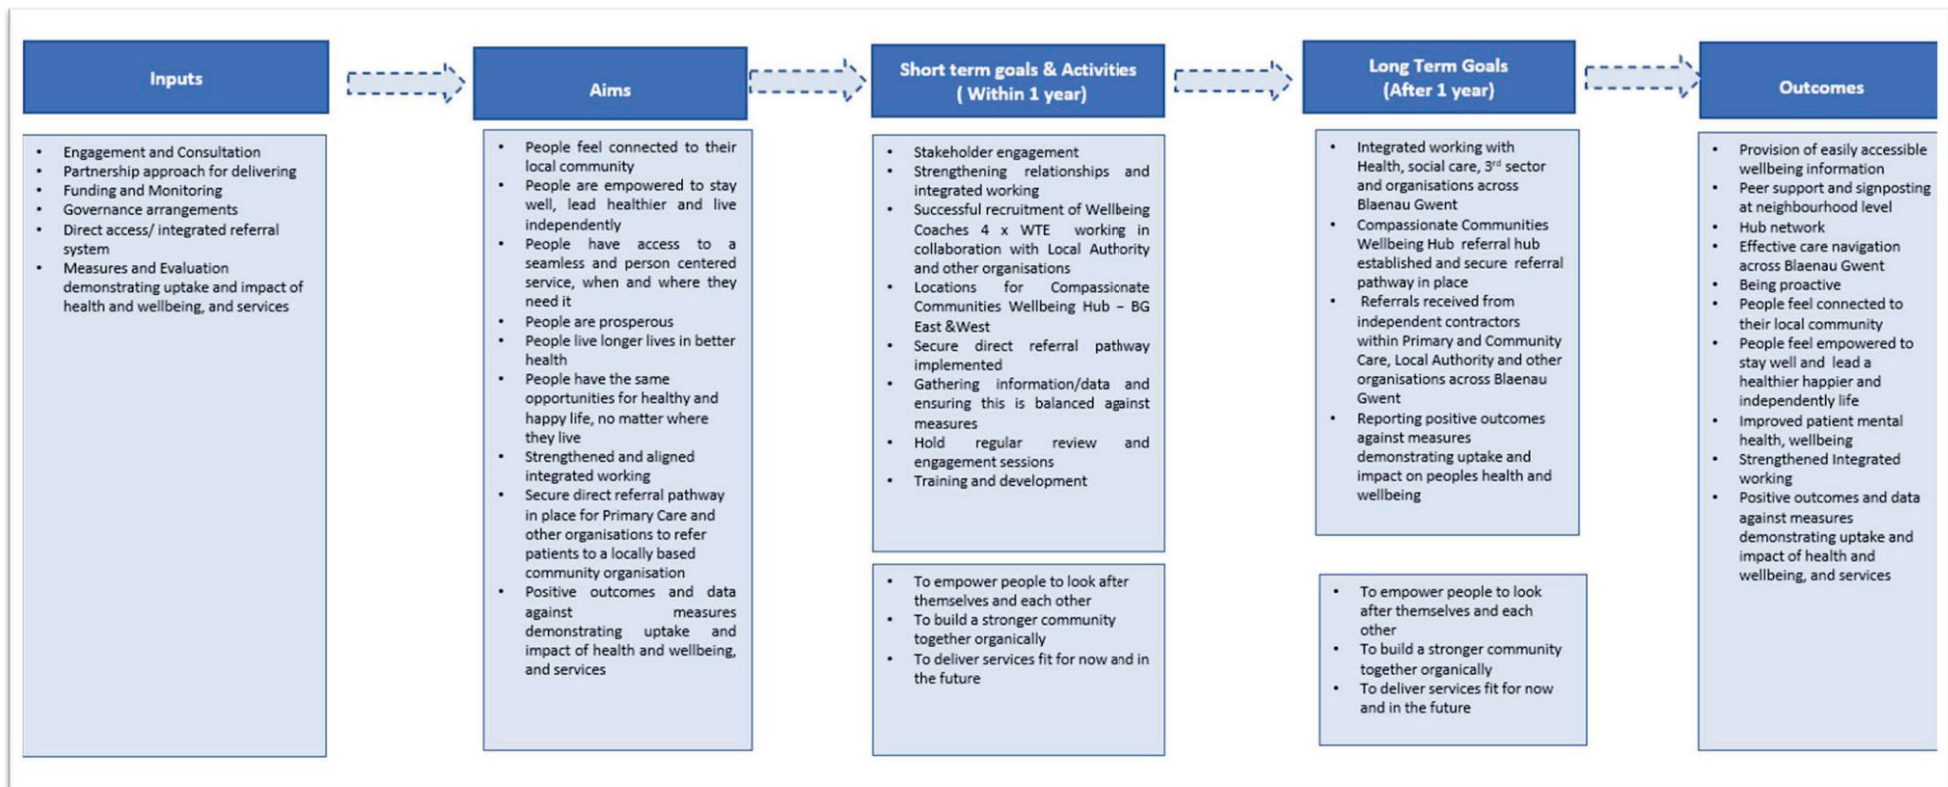 Inputs
• Engagement and Consultation
• Partnership approach for delivering
• Funding and Monitoring
• Governance arrangements
• Direct access/ integrated referral
system
• Measures and Evaluation
demonstrating uptake and impact of
health and wellbeing, and services
Aims
• People feel connected to their
local community
• People are empowered to stay
well, lead healthier and live
independently
• People have access to a
seamless and person centered
service, when and where they
need it
• People are prosperous
• People live longer lives in better
health
• People have the same
opportunities for healthy and
happy life, no matter where
they live
• Strengthened and aligned
integrated working
• Secure direct referral pathway
in place for Primary Care and
other organisations to refer
patients to a locally based
community organisation
• Positive outcomes and data
against measures
demonstrating uptake and
impact of health and wellbeing,
and services
Short term goals & Activities
( Within 1 year)
• Stakeholder engagement
• Strengthening relationships and
integrated working
• Successful recruitment of Wellbeing
Coaches 4 x WTE working in
collaboration with Local Authority
and other organisations
• Locations for Compassionate
Communities Wellbeing Hub – BG
East &West
• Secure direct referral pathway
implemented
• Gathering information/data and
ensuring this is balanced against
measures
• Hold regular review and
engagement sessions
• Training and development
• To empower people to look after
themselves and each other
• To build a stronger community
together organically
• To deliver services fit for now and in
the future
Long Term Goals
(After 1 year)
• Integrated working with
Health, social care, 3rd sector
and organisations across
Blaenau Gwent
• Compassionate Communities
Wellbeing Hub referral hub
established and secure referral
pathway in place
• Referrals received from
independent contractors
within Primary and Community
Care, Local Authority and other
organisations across Blaenau
Gwent
• Reporting positive outcomes
against measures
demonstrating uptake and
impact on peoples health and
wellbeing
• To empower people to look
after themselves and each
other
• To build a stronger community
together organically
• To deliver services fit for now
and in the future
Outcomes
• Provision of easily accessible
wellbeing information
• Peer support and signposting
at neighbourhood level
• Hub network
• Effective care navigation
across Blaenau Gwent
• Being proactive
• People feel connected to
their local community
• People feel empowered to
stay well and lead a
healthier happier and
independently life
• Improved patient mental
health, wellbeing
• Strengthened Integrated
working
• Positive outcomes and data
against measures
demonstrating uptake and
impact of health and
wellbeing, and services